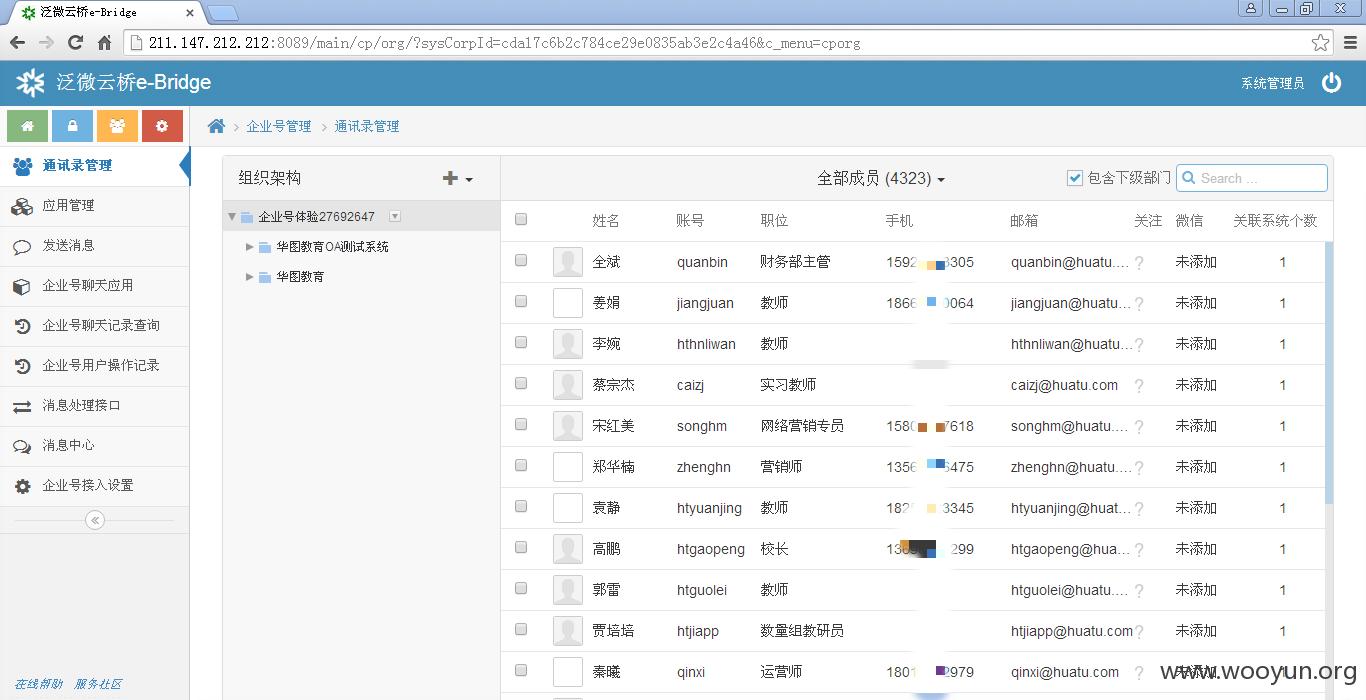 泛微云桥e-Bridge
211.147.212.212:8089/main/cp/org/?sysCorpId=cda17c6b2c784ce29e0835ab3e2c4a46&c_menu=cporg
泛微云桥e-Bridge 系统管理员
企业号管理 通讯录管理
通讯录管理
应用管理
发送消息
企业号聊天应用
企业号聊天记录查询
企业号用户操作记录
消息处理接口
消息中心
企业号接入设置
在线帮助 服务社区
组织架构
企业号体验27692647
华图教育OA测试系统
华图教育
全部成员 (4323) 包含下级部门 Search ...
姓名 账号 职位 手机 邮箱 关注 微信 关联系统个数
全斌 quanbin 财务部主管 1592 3305 quanbin@huatu.... ? 未添加 1
姜娟 jiangjuan 教师 1866 0064 jiangjuan@huatu... ? 未添加 1
李婉 hthnliwan 教师 hthnliwan@huatu... ? 未添加 1
蔡宗杰 caizj 实习教师 caizj@huatu.com ? 未添加 1
宋红美 songhm 网络营销专员 1580 7618 songhm@huatu.... ? 未添加 1
郑华楠 zhenghn 营销师 1356 6475 zhenghn@huatu.... ? 未添加 1
袁静 htyuanjing 教师 182 3345 htyuanjing@huat... ? 未添加 1
高鹏 htgaopeng 校长 299 htgaopeng@hua... ? 未添加 1
郭雷 htguolei 教师 htguolei@huatu.... ? 未添加 1
贾培培 htjiapp 数量组教研员 htjiapp@huatu.com ? 未添加 1
秦曦 qinxi 运营师 1801 2979 qinxi@huatu.com ? 未添加 1
www.wooyun.org